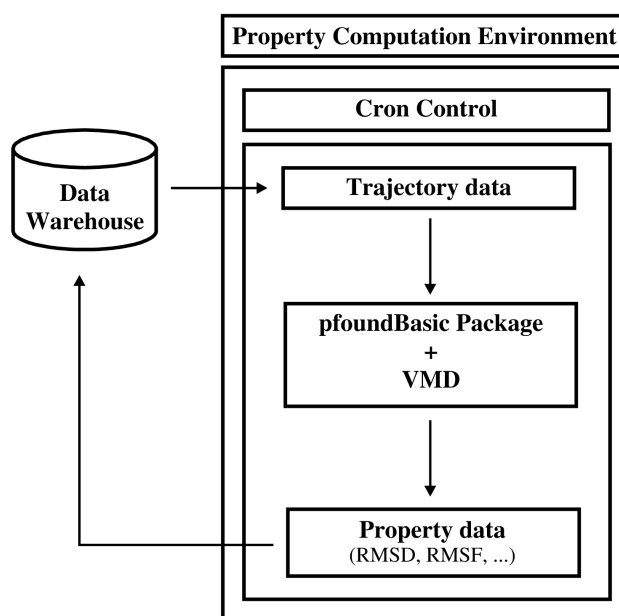 Property Computation Environment
Cron Control
Data
Warehouse
Trajectory data
pfoundBasic Package
+
VMD
Property data
(RMSD, RMSF, ...)